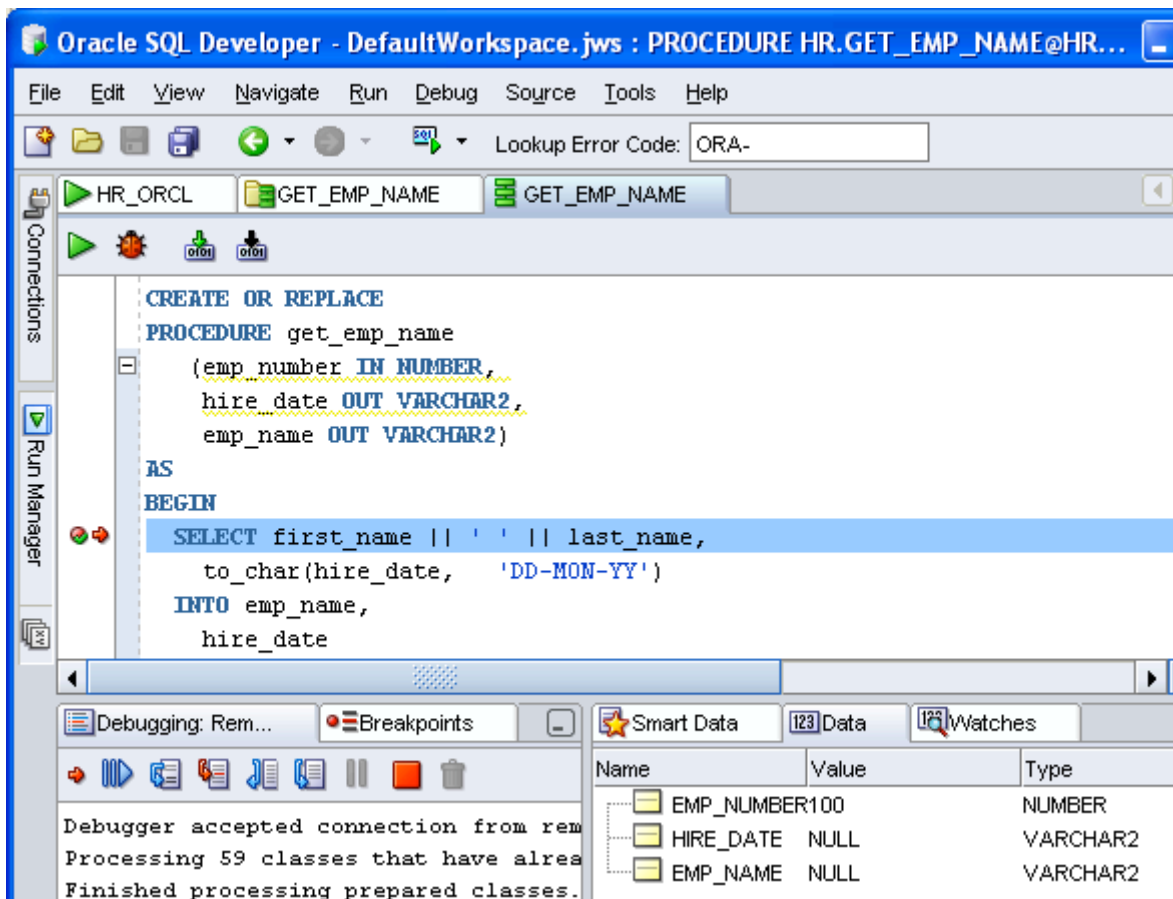 Oracle SQL Developer - DefaultWorkspace.jws : PROCEDURE HR.GET_EMP_NAME@HR...
File Edit View Navigate Run Debug Source Tools Help
Lookup Error Code: ORA-
HR_ORCL GET_EMP_NAME GET_EMP_NAME
Connections
Run Manager
CREATE OR REPLACE
PROCEDURE get_emp_name
(emp_number IN NUMBER,
hire_date OUT VARCHAR2,
emp_name OUT VARCHAR2)
AS
BEGIN
SELECT first_name || ' ' || last_name,
to_char(hire_date, 'DD-MON-YY')
INTO emp_name,
hire_date
Debugging: Rem... Breakpoints
Debugger accepted connection from rem
Processing 59 classes that have alrea
Finished processing prepared classes.
Smart Data 123 Data Watches
Name Value Type
EMP_NUMBER 100 NUMBER
HIRE_DATE NULL VARCHAR2
EMP_NAME NULL VARCHAR2